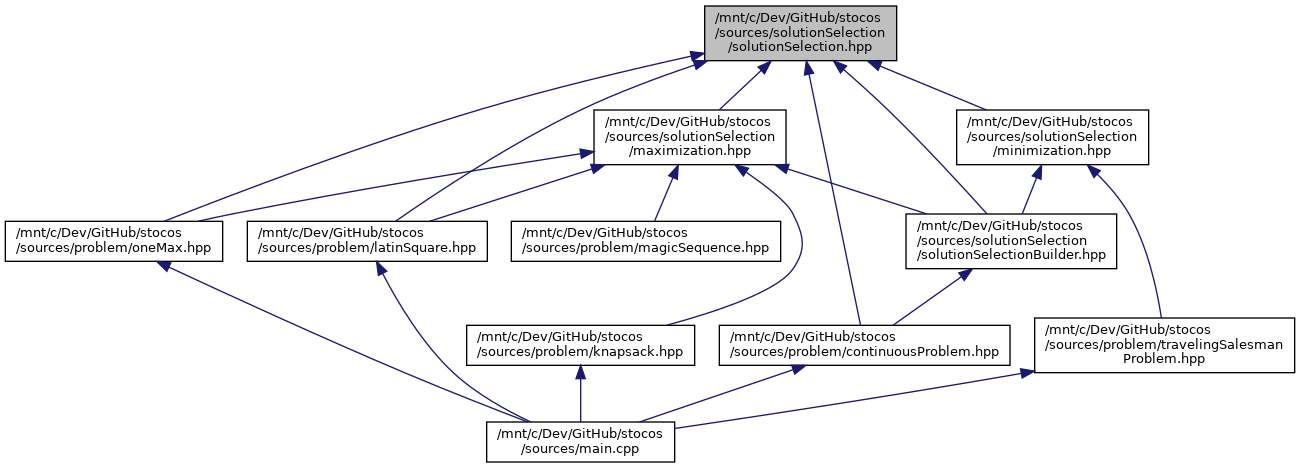 /mnt/c/Dev/GitHub/stocos
/sources/solutionSelection
/solutionSelection.hpp
/mnt/c/Dev/GitHub/stocos
/sources/solutionSelection
/maximization.hpp
/mnt/c/Dev/GitHub/stocos
/sources/solutionSelection
/minimization.hpp
/mnt/c/Dev/GitHub/stocos
/sources/problem/oneMax.hpp
/mnt/c/Dev/GitHub/stocos
/sources/problem/latinSquare.hpp
/mnt/c/Dev/GitHub/stocos
/sources/problem/magicSequence.hpp
/mnt/c/Dev/GitHub/stocos
/sources/solutionSelection
/solutionSelectionBuilder.hpp
/mnt/c/Dev/GitHub/stocos
/sources/problem/knapsack.hpp
/mnt/c/Dev/GitHub/stocos
/sources/problem/continuousProblem.hpp
/mnt/c/Dev/GitHub/stocos
/sources/problem/travelingSalesman
Problem.hpp
/mnt/c/Dev/GitHub/stocos
/sources/main.cpp